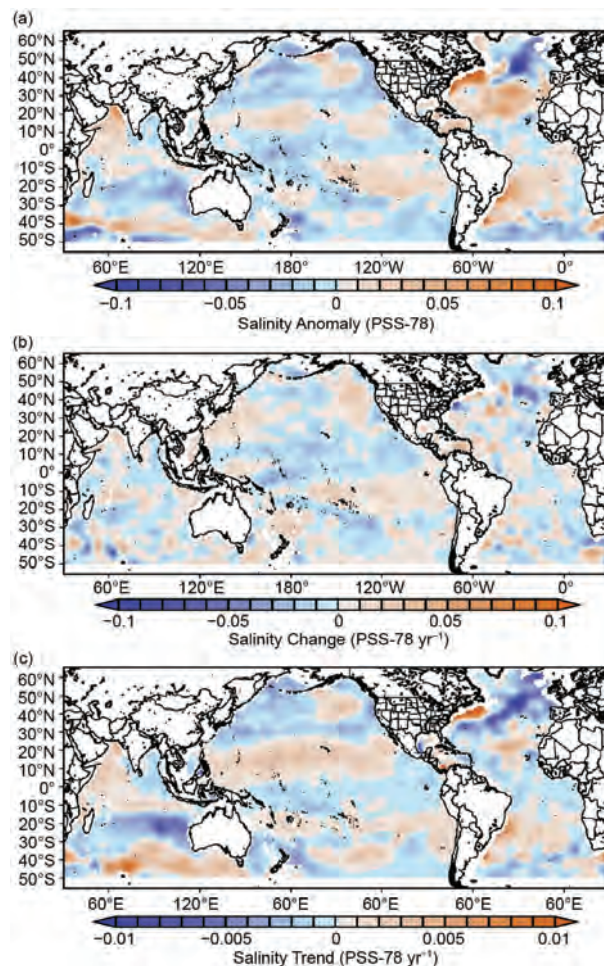 (a)
60°N
50°N
40°N
30°N
20°N
10°N
0°
10°S
20°S
30°S
40°S
50°S
60°E 120°E 180° 120°W 60°W 0°
−0.1 −0.05 0 0.05 0.1
Salinity Anomaly (PSS-78)
(b)
60°N
50°N
40°N
30°N
20°N
10°N
0°
10°S
20°S
30°S
40°S
50°S
60°E 120°E 180° 120°W 60°W 0°
−0.1 −0.05 0 0.05 0.1
Salinity Change (PSS-78 yr⁻¹)
(c)
60°N
50°N
40°N
30°N
20°N
10°N
0°
10°S
20°S
30°S
40°S
50°S
60°E 120°E 80°E 60°E 60°E 60°E
−0.01 −0.005 0 0.005 0.01
Salinity Trend (PSS-78 yr⁻¹)